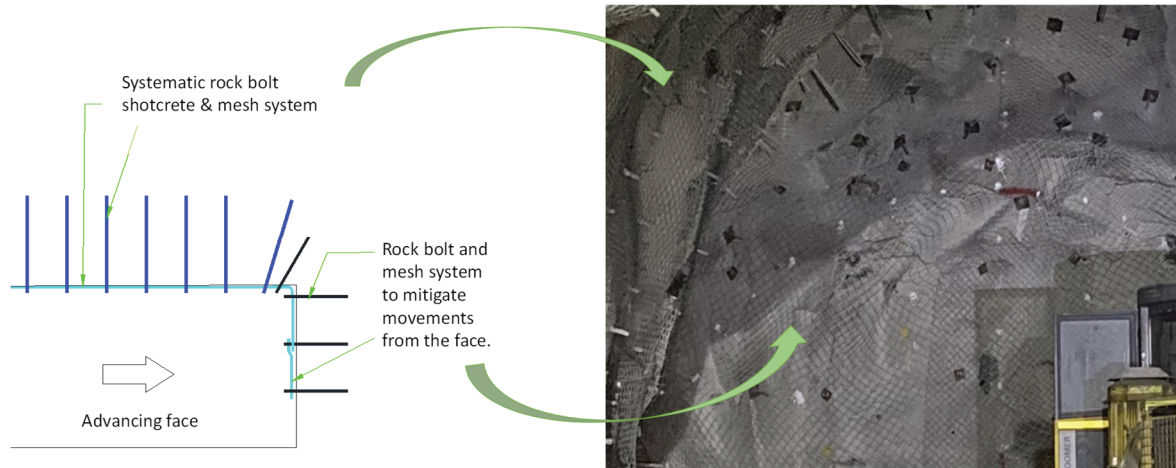 Systematic rock bolt
shotcrete & mesh system
Rock bolt and
mesh system
to mitigate
movements
from the face.
Advancing face
OOMER